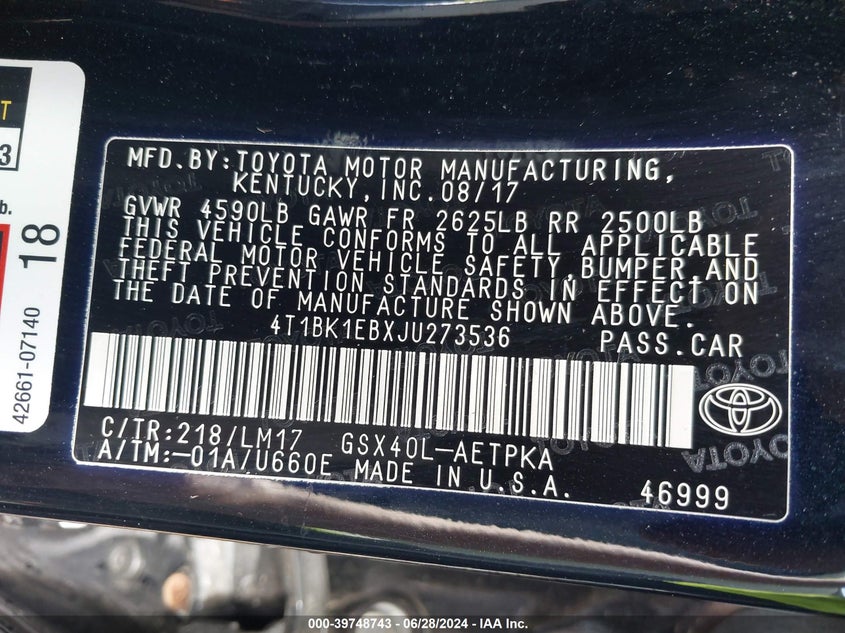 T
3
b.
18
42661-07140
MFD.BY:TOYOTA MOTOR MANUFACTURING,
KENTUCKY,INC.08/17
GVWR 4590LB GAWR FR 2625LB RR 2500LB
THIS VEHICLE CONFORMS TO ALL APPLICABLE
FEDERAL MOTOR VEHICLE SAFETY,BUMPER,AND
THEFT PREVENTION STANDARDS IN EFFECT ON
THE DATE OF MANUFACTURE SHOWN ABOVE.
4T1BK1EBXJU273536 PASS.CAR
C/TR:218/LM17 GSX40L-AETPKA
A/TM:-01A/U660E MADE IN U.S.A. 46999
TOYOTA
000-39748743 / 06/28/2024 - IAA Inc.